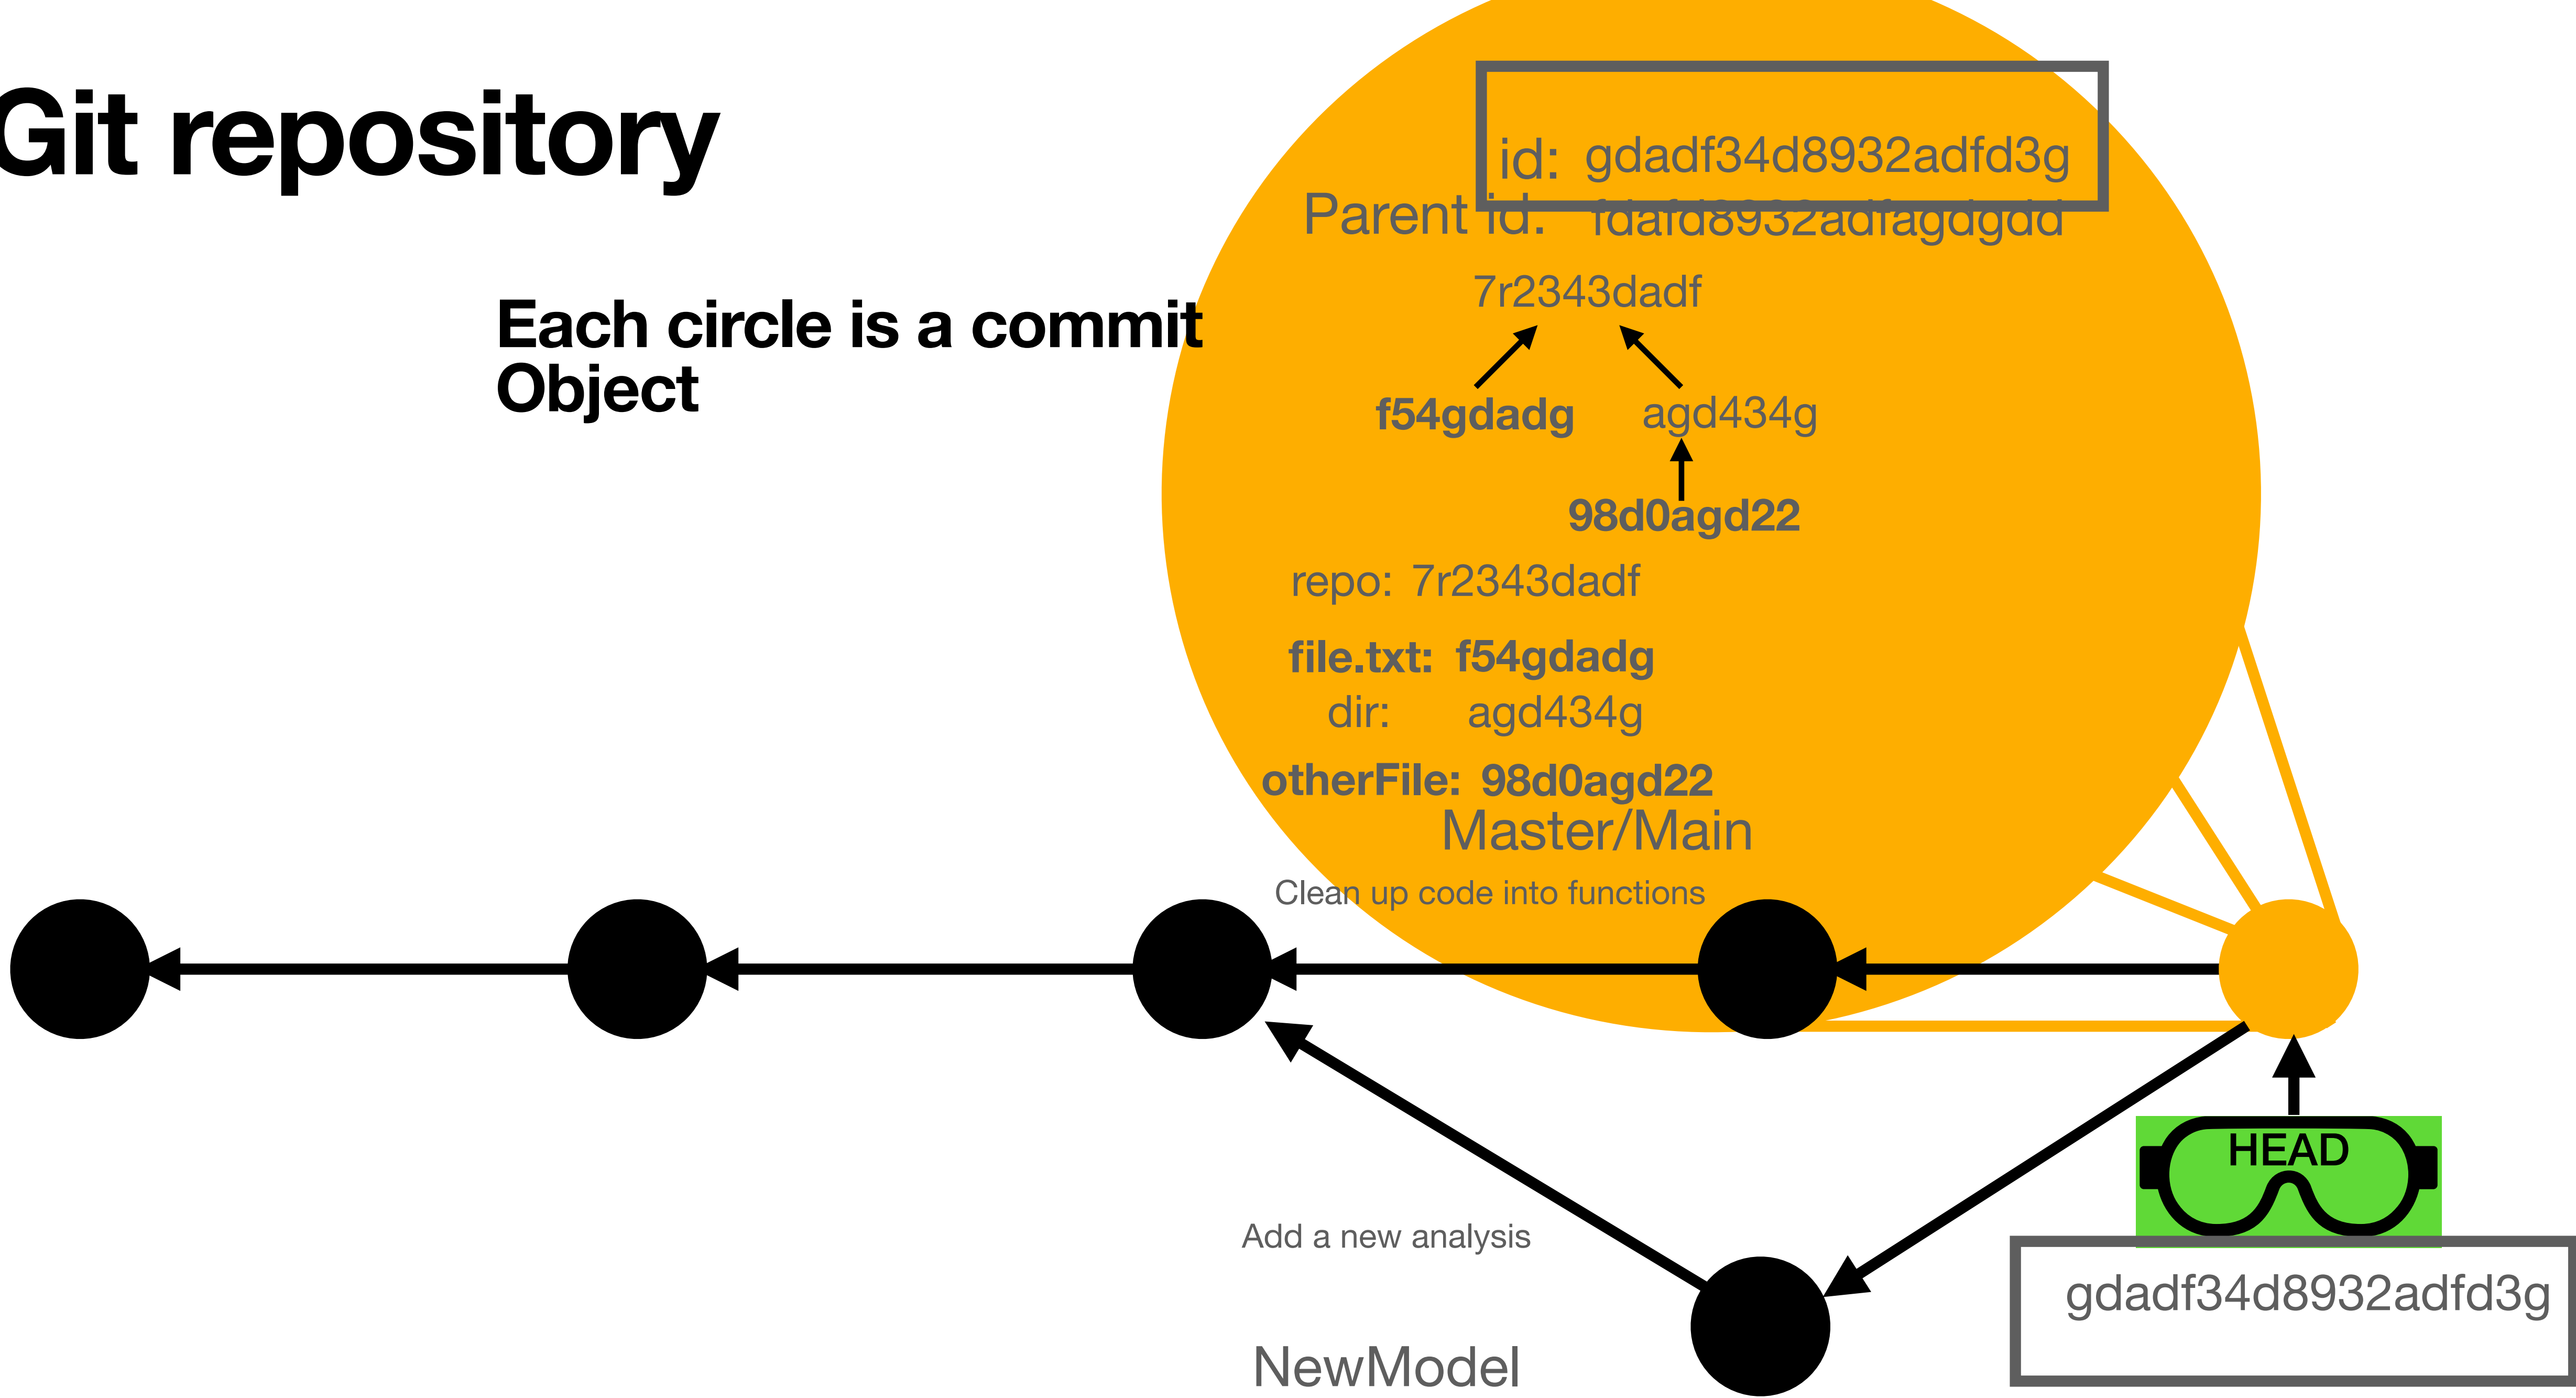 Git repository
Each circle is a commit
Object
id: gdadf34d8932adfd3g
Parent id: fdafd8932adfagdgdd
7r2343dadf
f54gdadg agd434g
98d0agd22
repo: 7r2343dadf
file.txt: f54gdadg
dir: agd434g
otherFile: 98d0agd22
Master/Main
Clean up code into functions
HEAD
Add a new analysis
gdadf34d8932adfd3g
NewModel